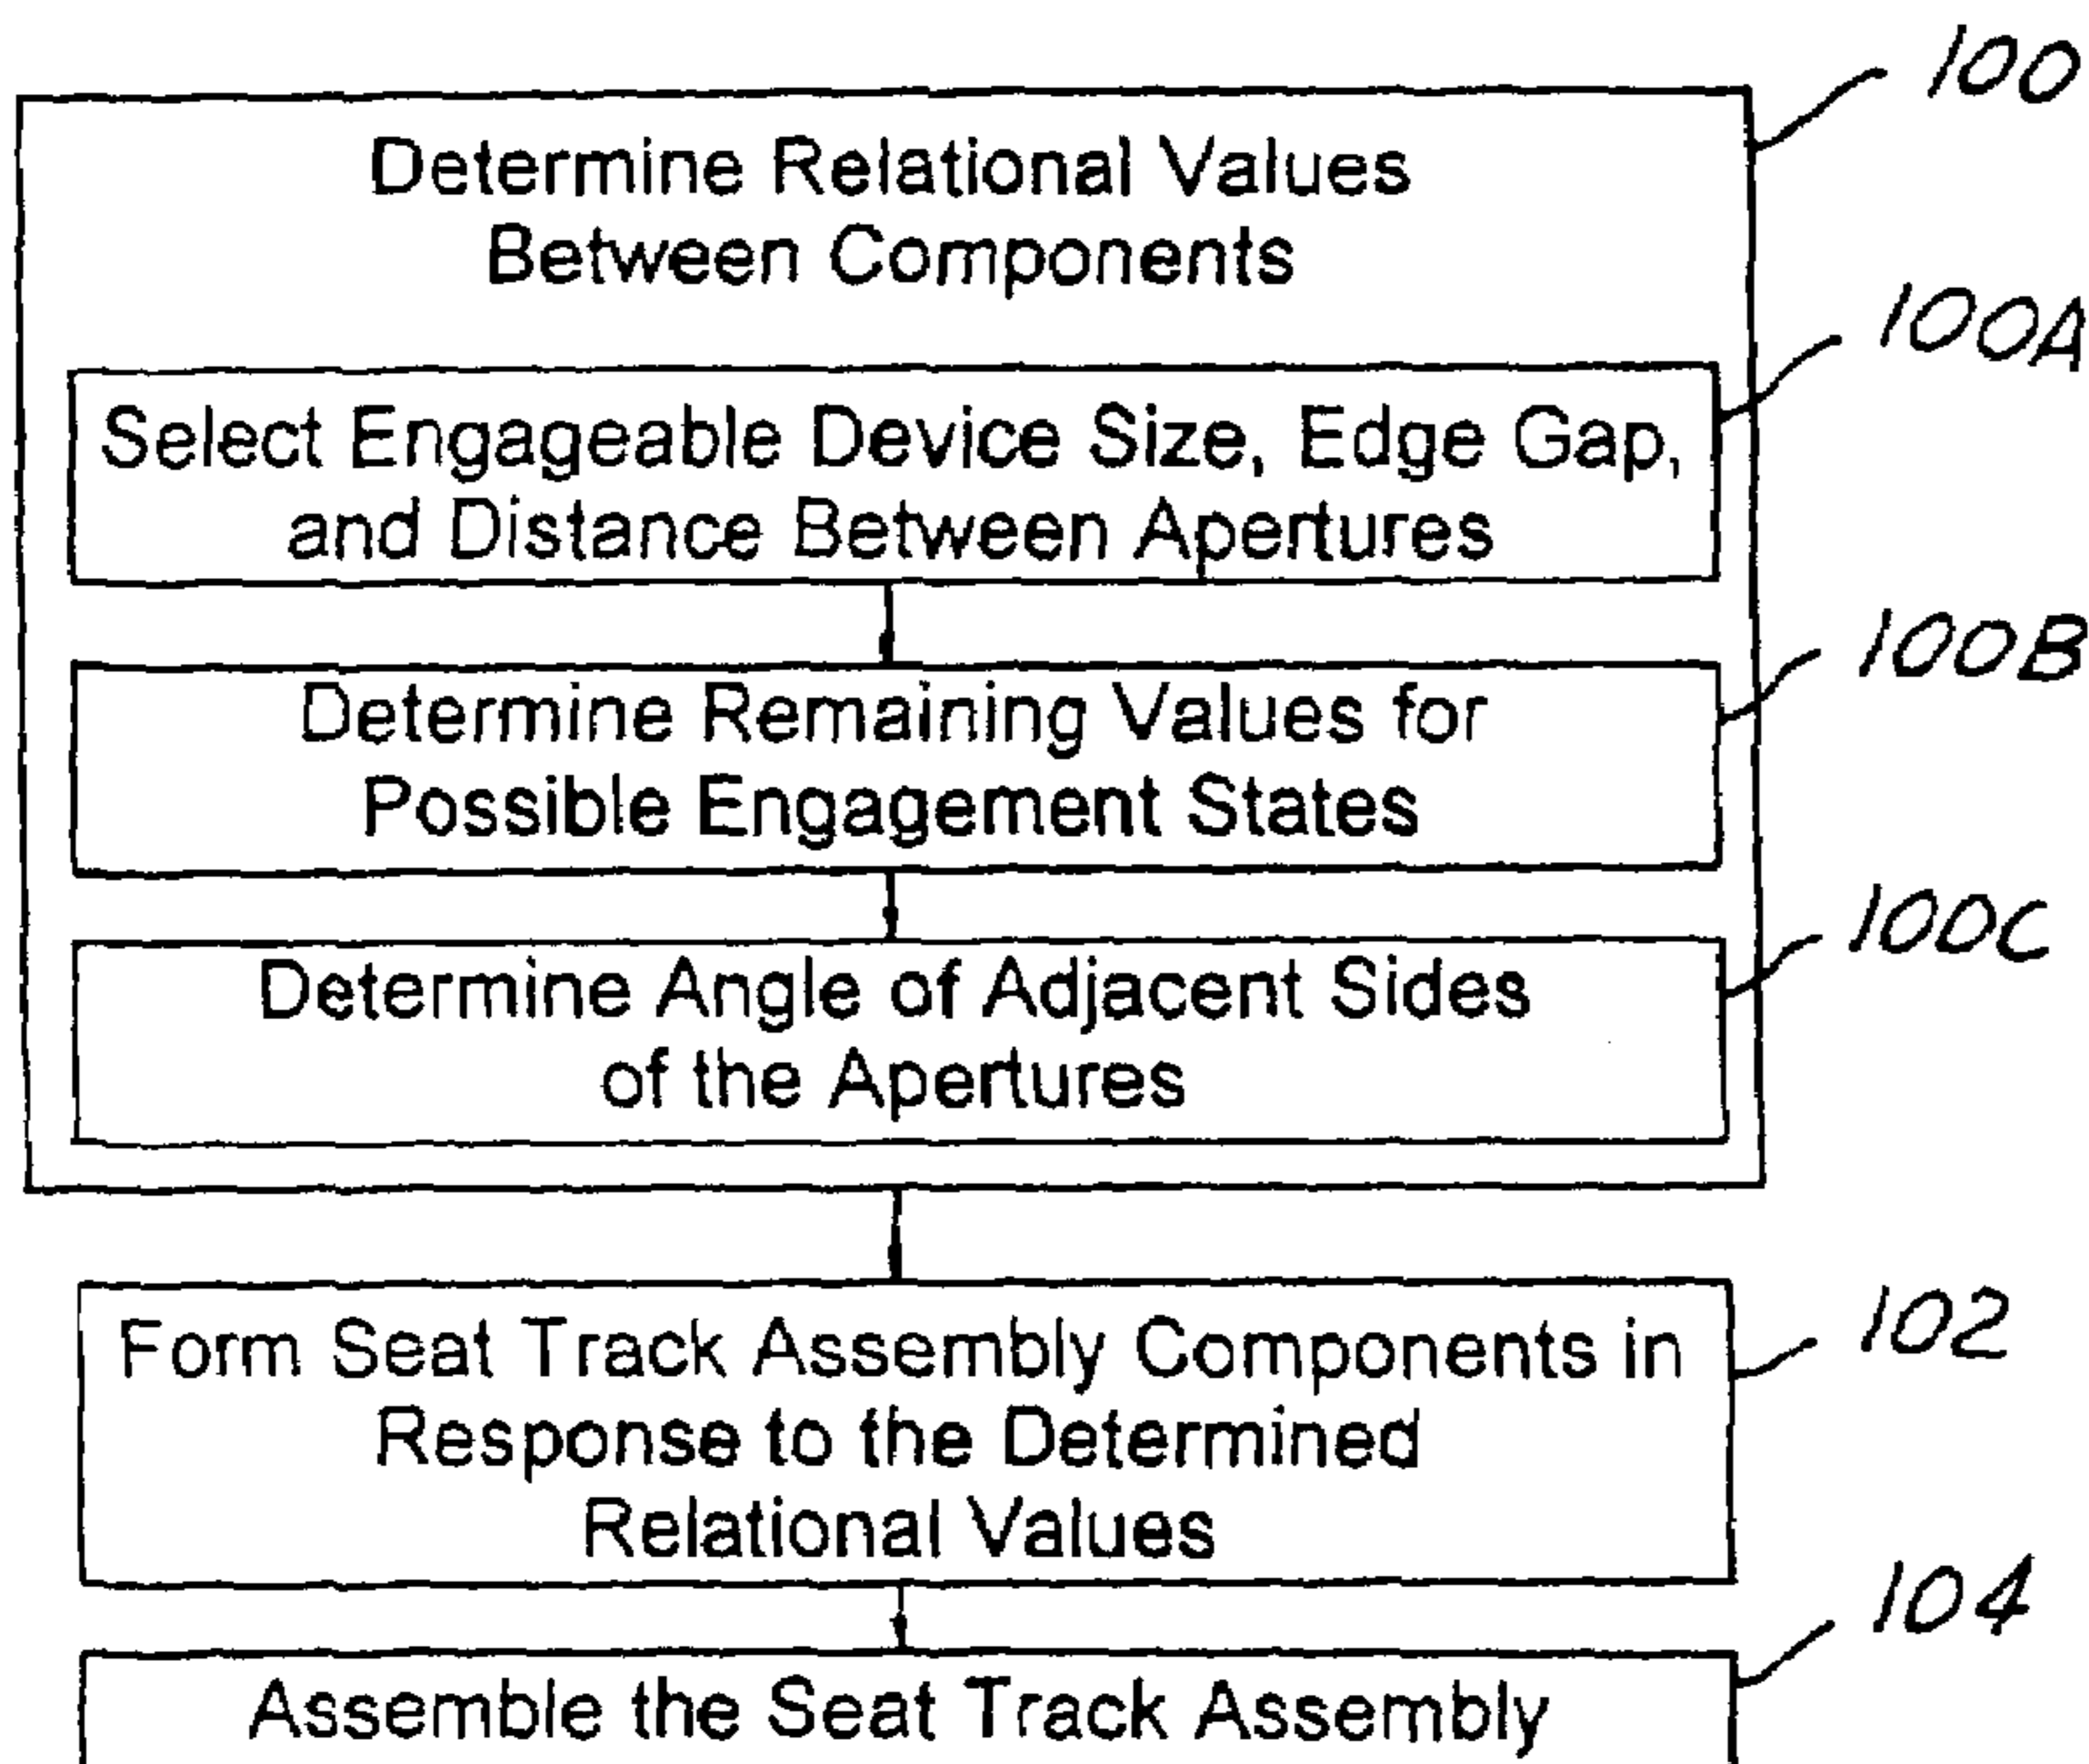 100
Determine Relational Values
Between Components
100A
Select Engageable Device Size, Edge Gap,
and Distance Between Apertures
100B
Determine Remaining Values for
Possible Engagement States
100C
Determine Angle of Adjacent Sides
of the Apertures
102
Form Seat Track Assembly Components in
Response to the Determined
Relational Values
104
Assemble the Seat Track Assembly